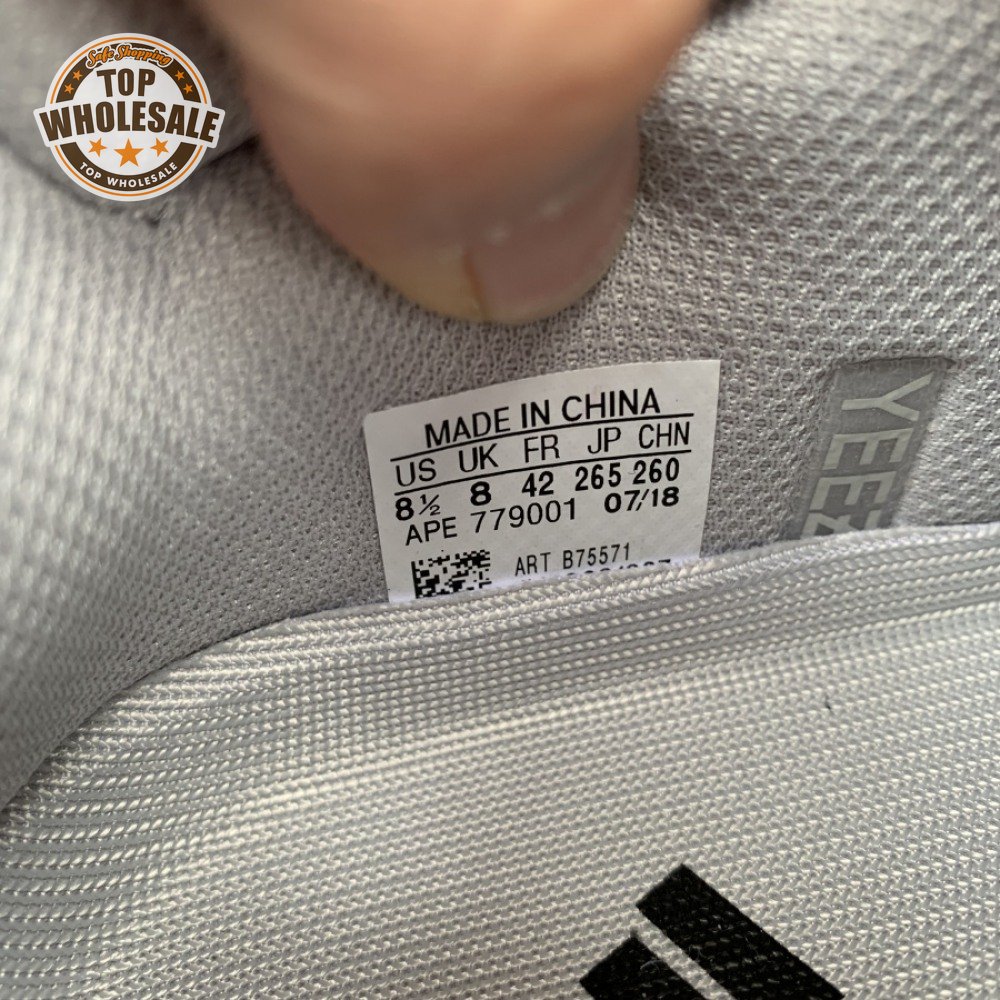 Safe Shopping
TOP
WHOLESALE
TOP WHOLESALE
MADE IN CHINA
US UK FR JP CHN
8½ 8 42 265 260
APE 779001 07/18
ART B75571
YEEZ